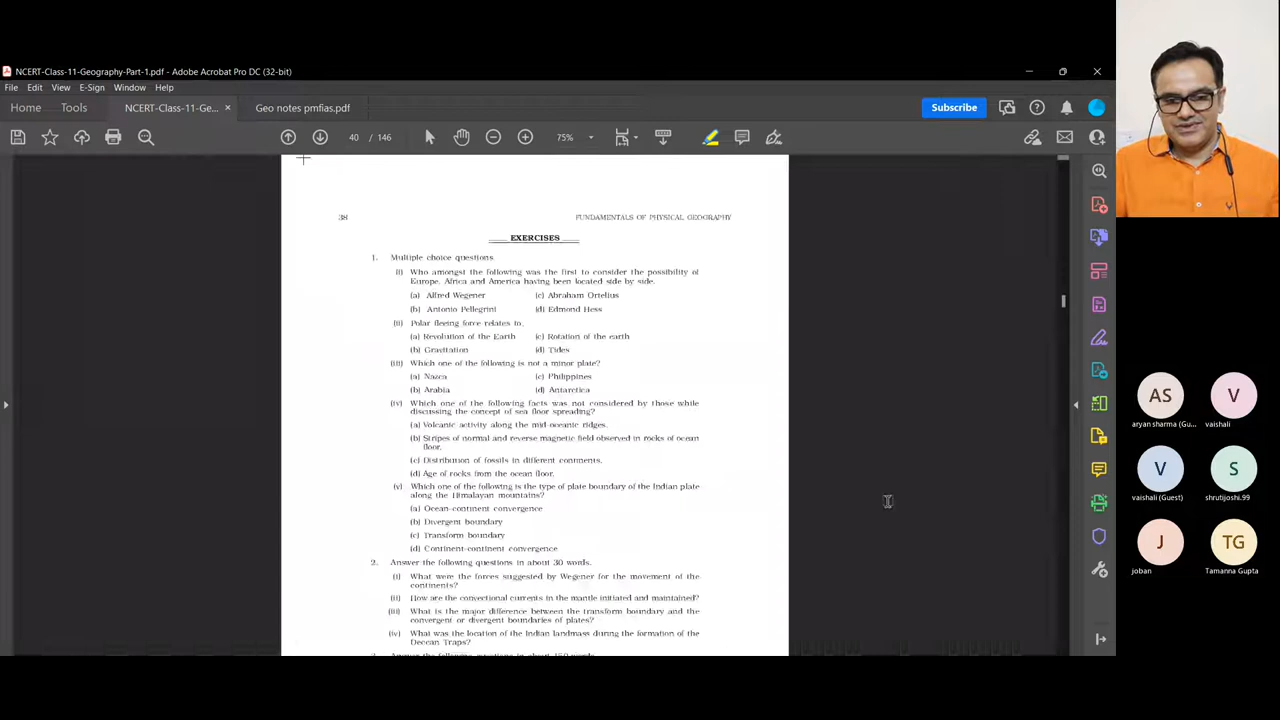 NCERT-Class-11-Geography-Part-1.pdf - Adobe Acrobat Pro DC (32-bit)
File Edit View E-Sign Window Help
Home Tools NCERT-Class-11-Ge... × Geo notes pmfias.pdf Subscribe
40 / 146 75%
38 FUNDAMENTALS OF PHYSICAL GEOGRAPHY
EXERCISES
1. Multiple choice questions.
(i) Who amongst the following was the first to consider the possibility of
Europe, Africa and America having been located side by side.
(a) Alfred Wegener (c) Abraham Ortelius
(b) Antonio Pellegrini (d) Edmond Hess
(ii) Polar fleeing force relates to:
(a) Revolution of the Earth (c) Rotation of the earth
(b) Gravitation (d) Tides
(iii) Which one of the following is not a minor plate?
(a) Nazca (c) Philippines
(b) Arabia (d) Antarctica
(iv) Which one of the following facts was not considered by those while
discussing the concept of sea floor spreading?
(a) Volcanic activity along the mid-oceanic ridges.
(b) Stripes of normal and reverse magnetic field observed in rocks of ocean
floor.
(c) Distribution of fossils in different continents.
(d) Age of rocks from the ocean floor.
(v) Which one of the following is the type of plate boundary of the Indian plate
along the Himalayan mountains?
(a) Ocean-continent convergence
(b) Divergent boundary
(c) Transform boundary
(d) Continent-continent convergence
2. Answer the following questions in about 30 words.
(i) What were the forces suggested by Wegener for the movement of the
continents?
(ii) How are the convectional currents in the mantle initiated and maintained?
(iii) What is the major difference between the transform boundary and the
convergent or divergent boundaries of plates?
(iv) What was the location of the Indian landmass during the formation of the
Deccan Traps?
AS V
aryan sharma (Gu... vaishali
V S
vaishali (Guest) shrutijoshi.99
J TG
joban Tamanna Gupta